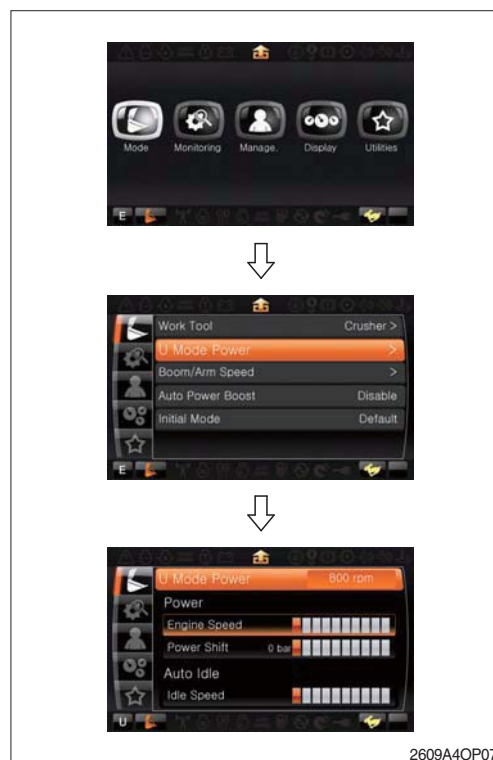 Mode Monitoring Manage. Display Utilities
E
Work Tool Crusher >
U Mode Power >
Boom/Arm Speed >
Auto Power Boost Disable
Initial Mode Default
E
U Mode Power 800 rpm
Power
Engine Speed
Power Shift 0 bar
Auto Idle
Idle Speed
U
2609A4OP07